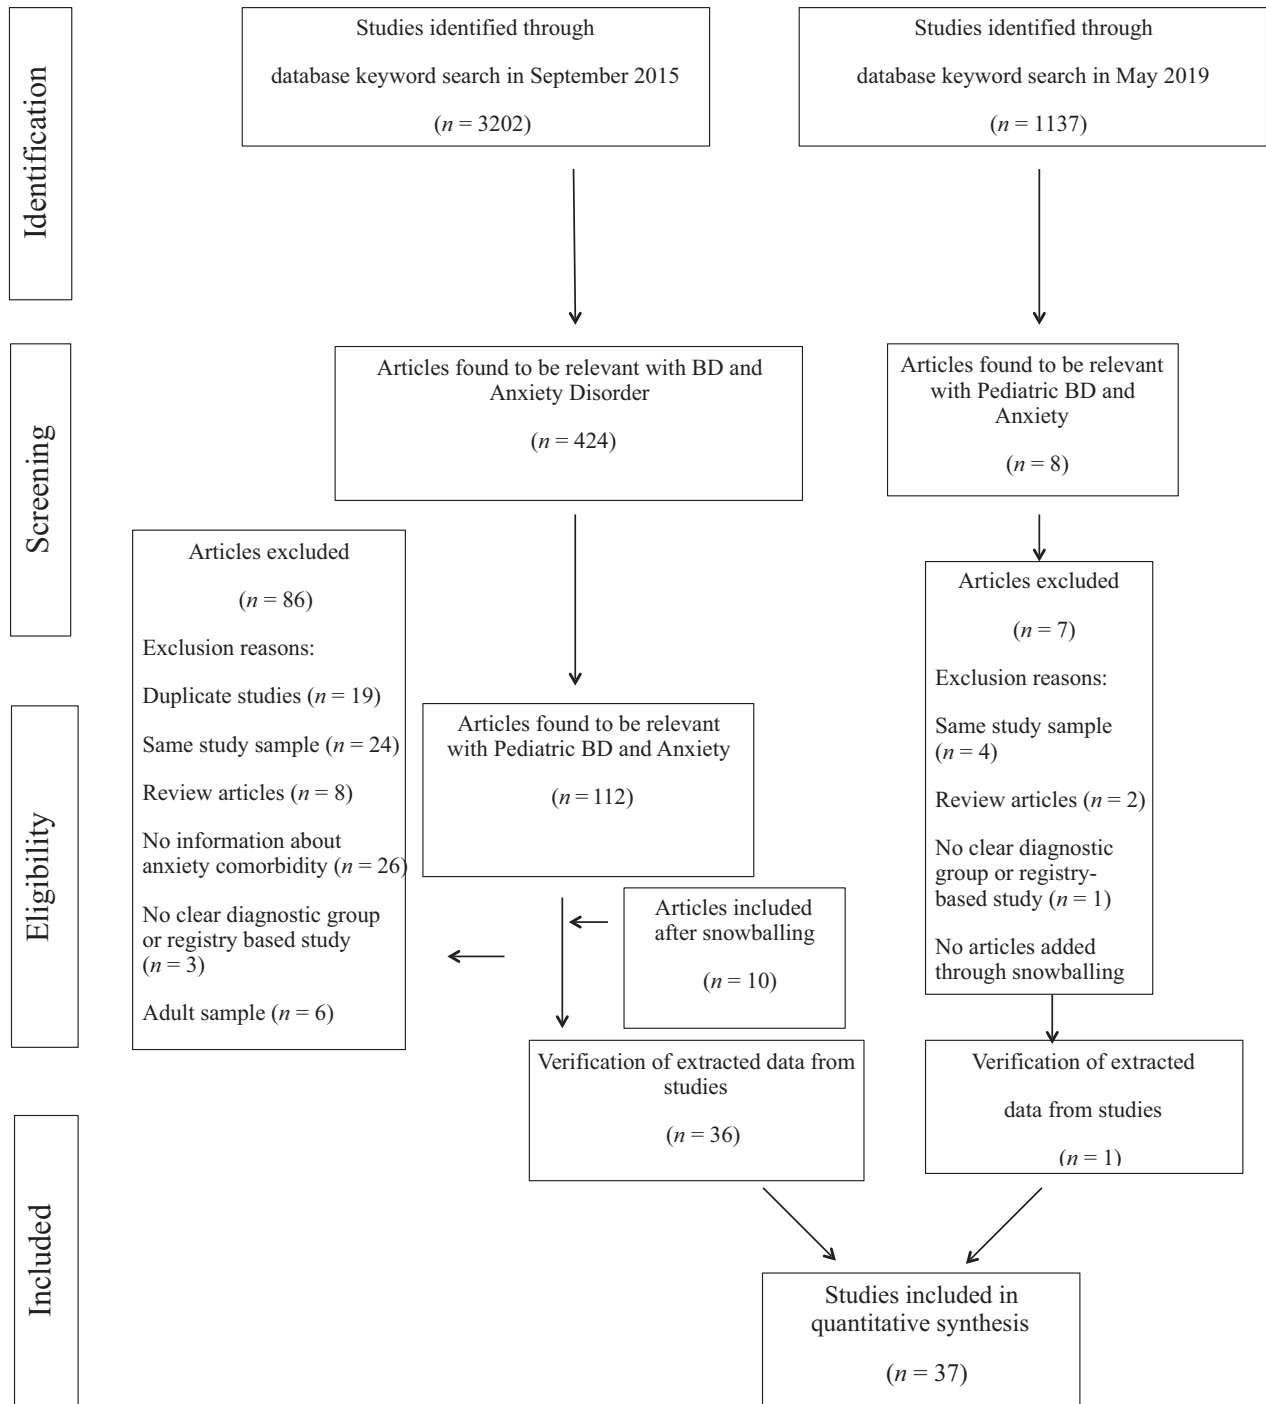 Identification
Studies identified through
database keyword search in September 2015
(n = 3202)
Studies identified through
database keyword search in May 2019
(n = 1137)
Screening
Articles found to be relevant with BD and
Anxiety Disorder
(n = 424)
Articles found to be relevant
with Pediatric BD and
Anxiety
(n = 8)
Articles excluded
(n = 86)
Exclusion reasons:
Duplicate studies (n = 19)
Same study sample (n = 24)
Review articles (n = 8)
No information about
anxiety comorbidity (n = 26)
No clear diagnostic group
or registry based study
(n = 3)
Adult sample (n = 6)
Articles excluded
(n = 7)
Exclusion reasons:
Same study sample
(n = 4)
Review articles (n = 2)
No clear diagnostic
group or registry-
based study (n = 1)
No articles added
through snowballing
Eligibility
Articles found to be relevant
with Pediatric BD and Anxiety
(n = 112)
Articles included
after snowballing
(n = 10)
Verification of extracted data from
studies
(n = 36)
Verification of extracted
data from studies
(n = 1)
Included
Studies included in
quantitative synthesis
(n = 37)